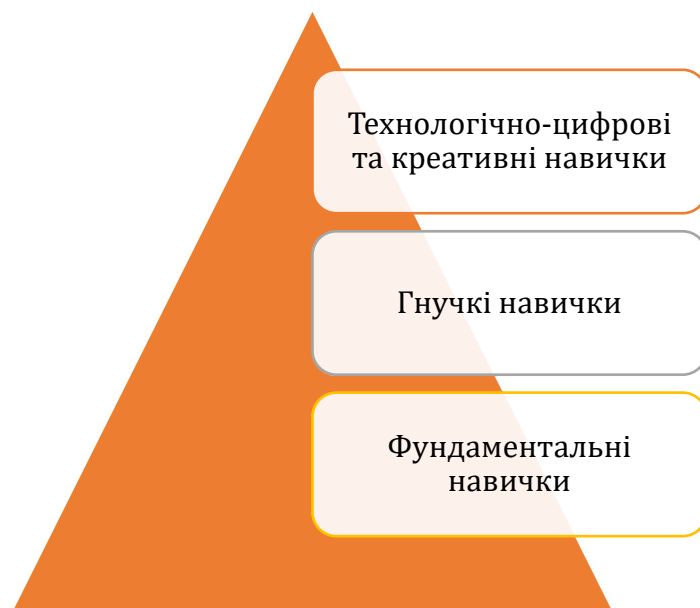 Технологічно-цифрові
та креативні навички
Гнучкі навички
Фундаментальні
навички